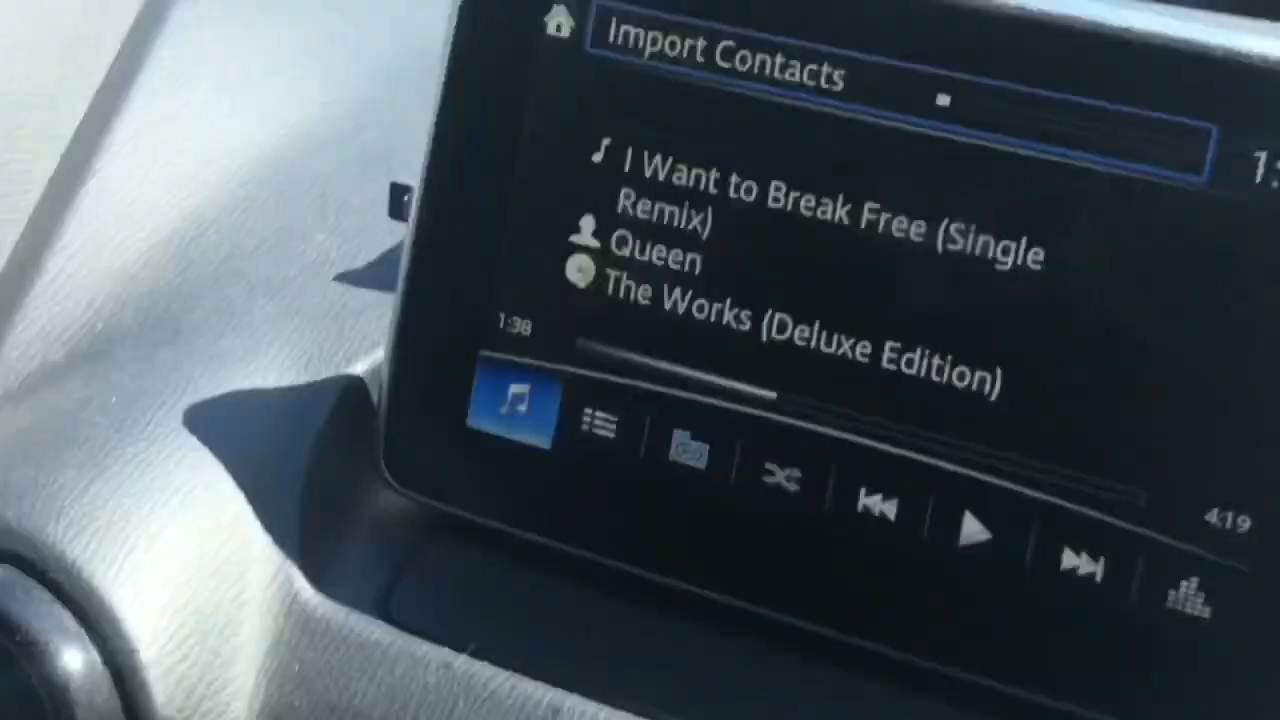 Import Contacts
I Want to Break Free (Single
Remix)
Queen
The Works (Deluxe Edition)
1:38
4:19